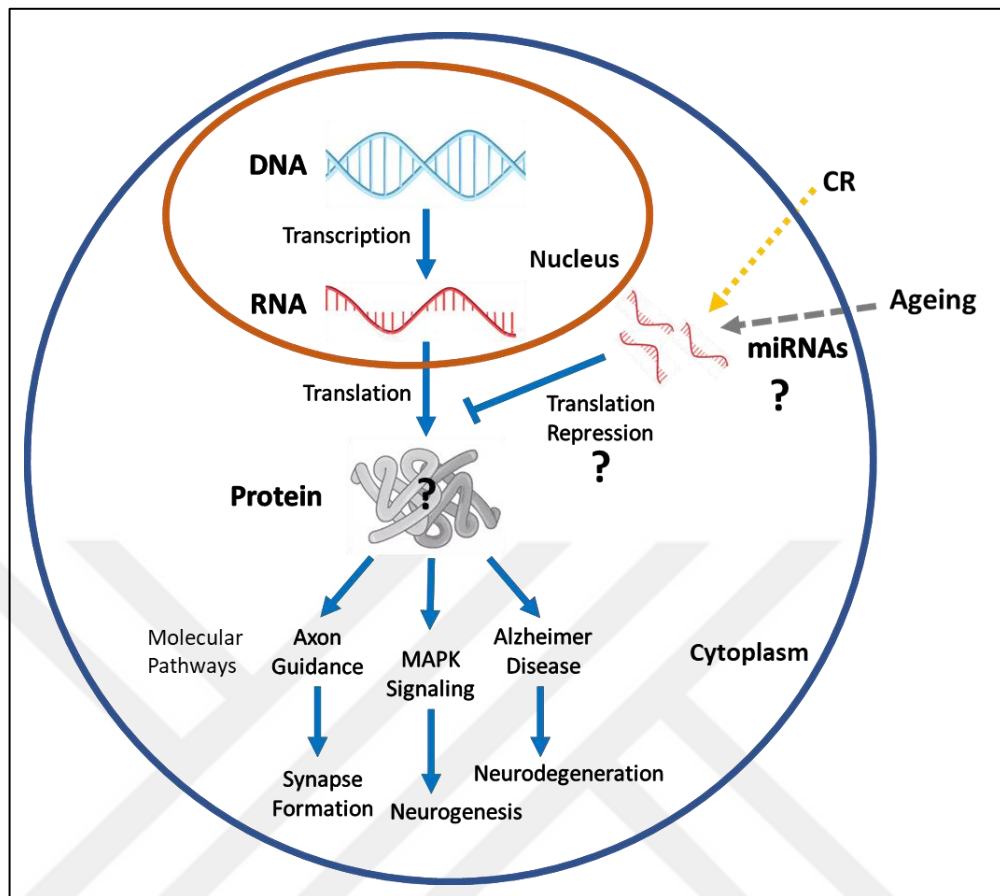 DNA
CR
Transcription
Nucleus
RNA
Ageing
miRNAs
?
Translation
Translation
Repression
?
Protein
?
Molecular
Pathways
Axon
Guidance
MAPK
Signaling
Alzheimer
Disease
Cytoplasm
Synapse
Formation
Neurogenesis
Neurodegeneration